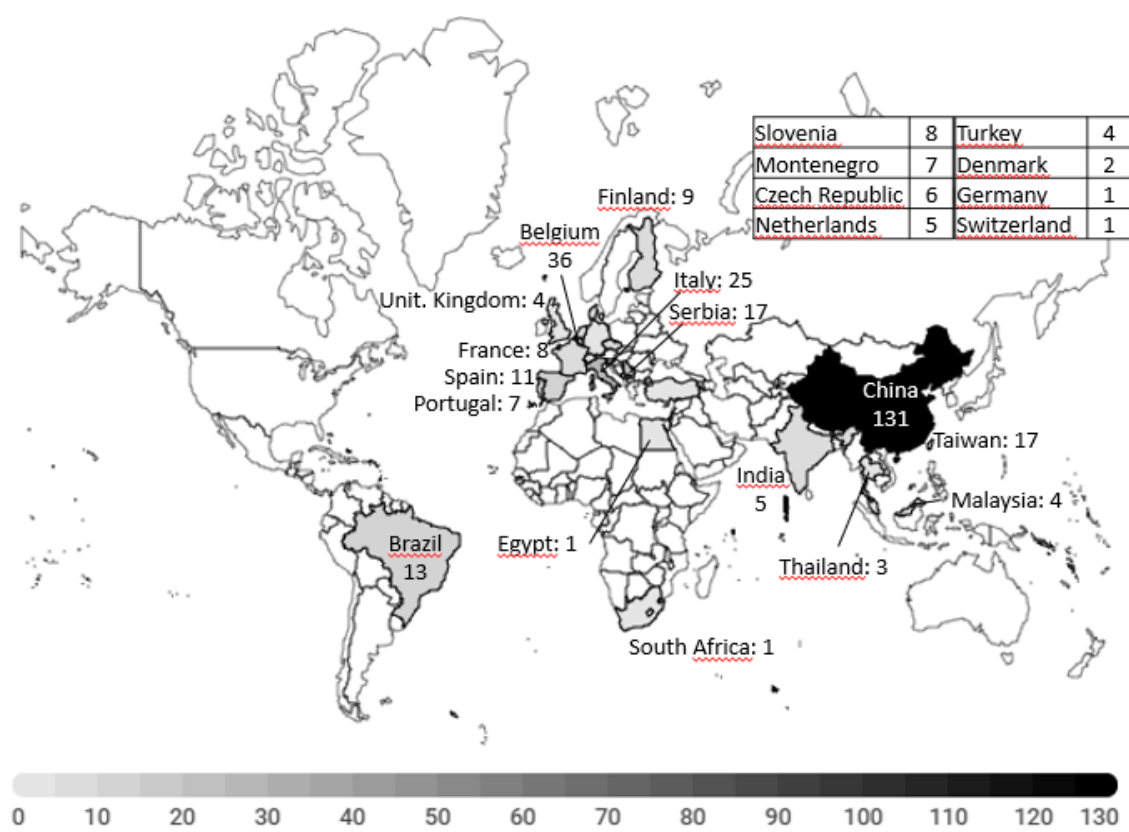 Slovenia 8 Turkey 4
Montenegro 7 Denmark 2
Czech Republic 6 Germany 1
Netherlands 5 Switzerland 1
Finland: 9
Belgium
36
Italy: 25
Unit. Kingdom: 4
Serbia: 17
France: 8
Spain: 11
Portugal: 7
China
131
Taiwan: 17
India
5
Malaysia: 4
Brazil
13
Egypt: 1
Thailand: 3
South Africa: 1
0 10 20 30 40 50 60 70 80 90 100 110 120 130